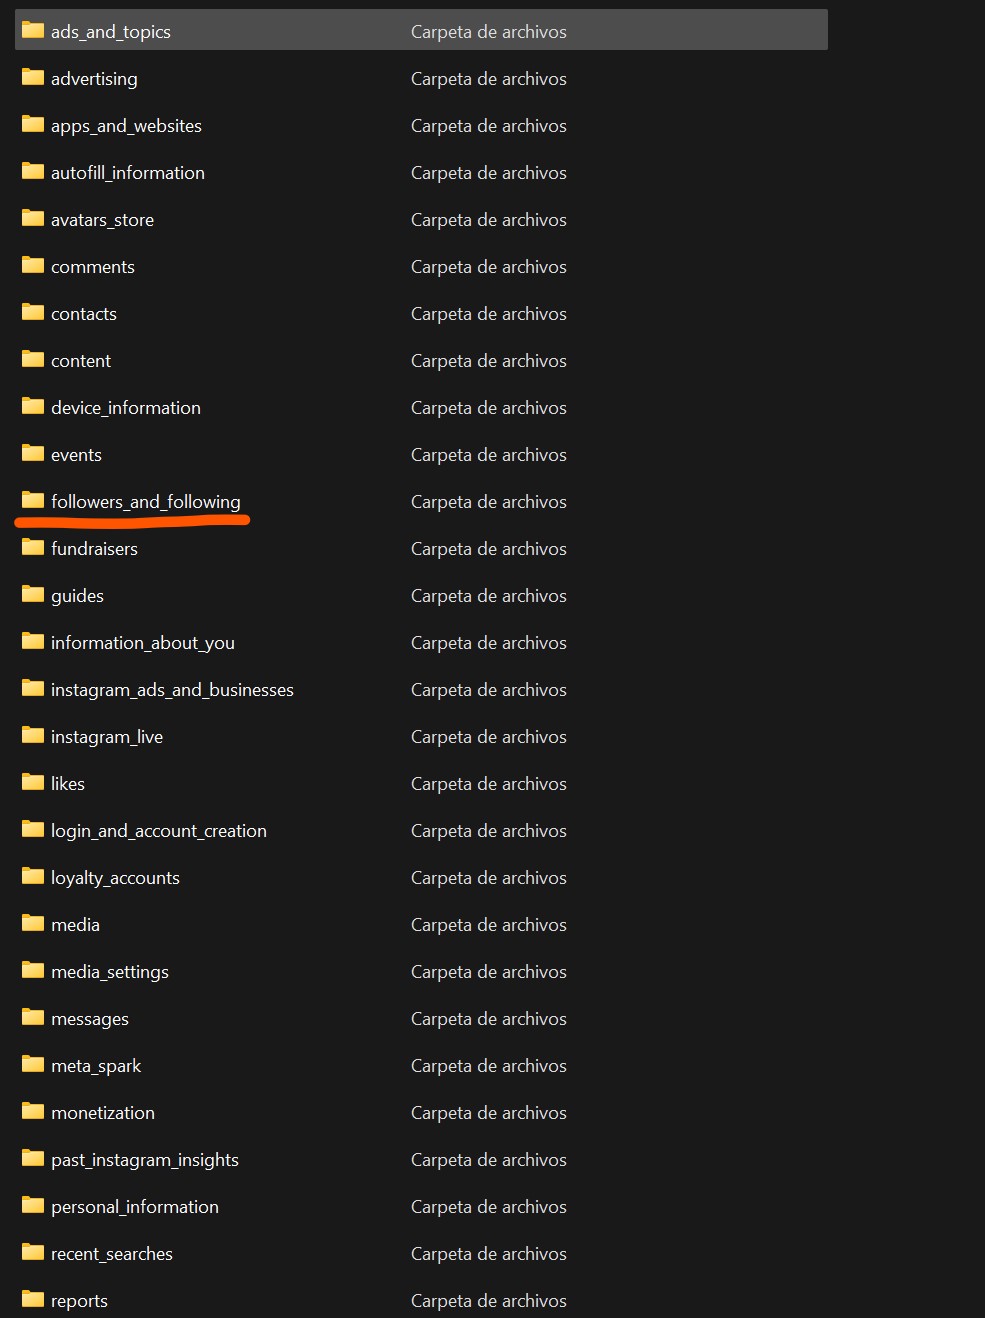 ads_and_topics Carpeta de archivos
advertising Carpeta de archivos
apps_and_websites Carpeta de archivos
autofill_information Carpeta de archivos
avatars_store Carpeta de archivos
comments Carpeta de archivos
contacts Carpeta de archivos
content Carpeta de archivos
device_information Carpeta de archivos
events Carpeta de archivos
followers_and_following Carpeta de archivos
fundraisers Carpeta de archivos
guides Carpeta de archivos
information_about_you Carpeta de archivos
instagram_ads_and_businesses Carpeta de archivos
instagram_live Carpeta de archivos
likes Carpeta de archivos
login_and_account_creation Carpeta de archivos
loyalty_accounts Carpeta de archivos
media Carpeta de archivos
media_settings Carpeta de archivos
messages Carpeta de archivos
meta_spark Carpeta de archivos
monetization Carpeta de archivos
past_instagram_insights Carpeta de archivos
personal_information Carpeta de archivos
recent_searches Carpeta de archivos
reports Carpeta de archivos